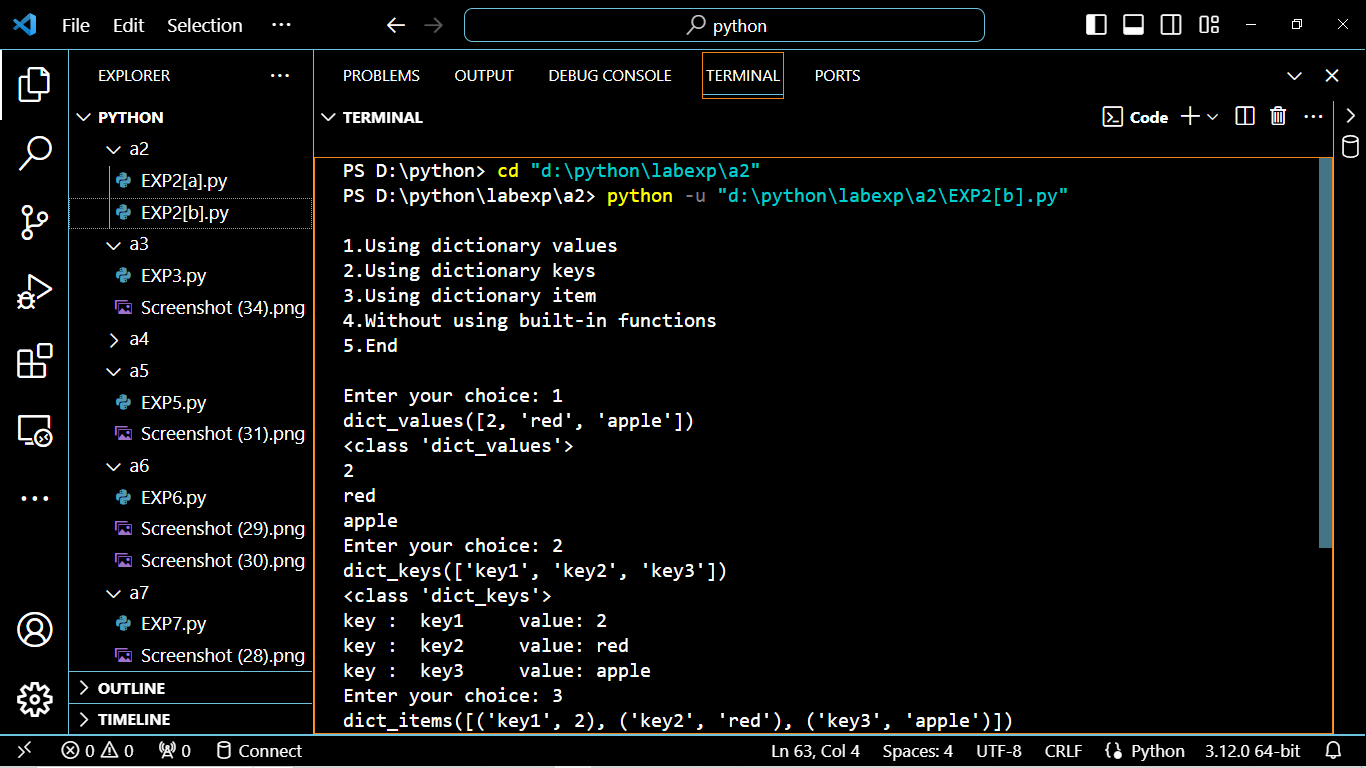 File Edit Selection ··· python
EXPLORER ···
PYTHON
a2
EXP2[a].py
EXP2[b].py
a3
EXP3.py
Screenshot (34).png
a4
a5
EXP5.py
Screenshot (31).png
a6
EXP6.py
Screenshot (29).png
Screenshot (30).png
a7
EXP7.py
Screenshot (28).png
OUTLINE
TIMELINE
PROBLEMS OUTPUT DEBUG CONSOLE TERMINAL PORTS
TERMINAL Code
PS D:\python> cd "d:\python\labexp\a2"
PS D:\python\labexp\a2> python -u "d:\python\labexp\a2\EXP2[b].py"
1.Using dictionary values
2.Using dictionary keys
3.Using dictionary item
4.Without using built-in functions
5.End
Enter your choice: 1
dict_values([2, 'red', 'apple'])
<class 'dict_values'>
2
red
apple
Enter your choice: 2
dict_keys(['key1', 'key2', 'key3'])
<class 'dict_keys'>
key :  key1     value: 2
key :  key2     value: red
key :  key3     value: apple
Enter your choice: 3
dict_items([('key1', 2), ('key2', 'red'), ('key3', 'apple')])
0 0 0 Connect Ln 63, Col 4 Spaces: 4 UTF-8 CRLF Python 3.12.0 64-bit